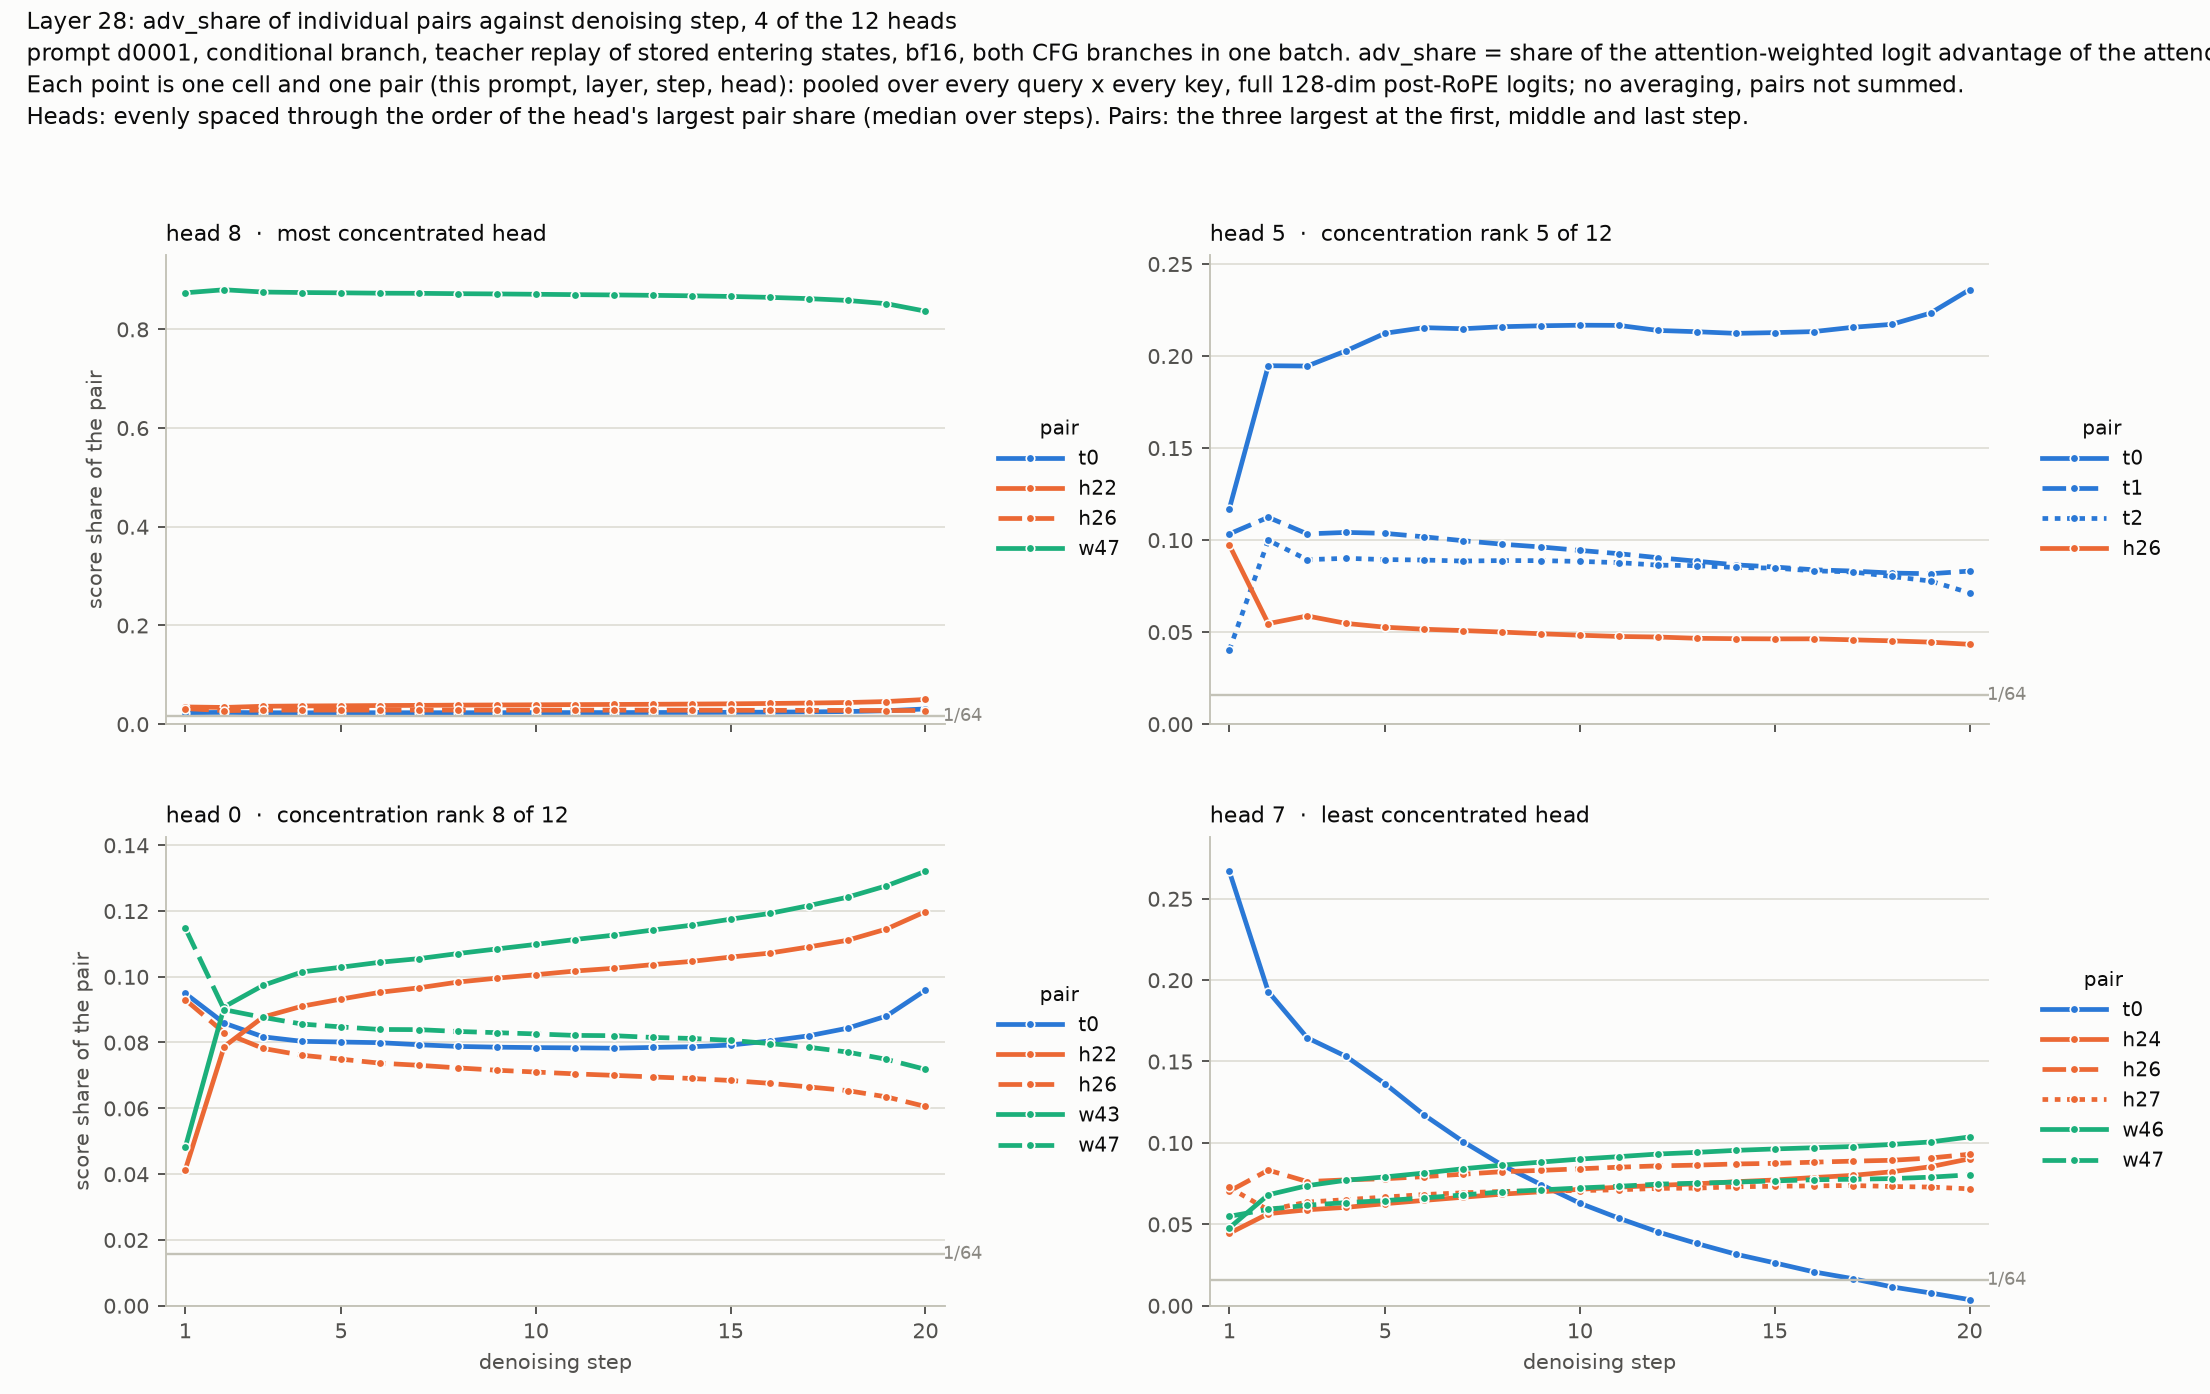 Layer 28: adv_share of individual pairs against denoising step, 4 of the 12 heads
prompt d0001, conditional branch, teacher replay of stored entering states, bf16, both CFG branches in one batch. adv_share = share of the attention-weighted logit advantage of the attend
Each point is one cell and one pair (this prompt, layer, step, head): pooled over every query x every key, full 128-dim post-RoPE logits; no averaging, pairs not summed.
Heads: evenly spaced through the order of the head's largest pair share (median over steps). Pairs: the three largest at the first, middle and last step.
head 8 · most concentrated head
score share of the pair
0.8
0.6
0.4
0.2
0.0
1/64
pair
t0
h22
h26
w47
head 5 · concentration rank 5 of 12
0.25
0.20
0.15
0.10
0.05
0.00
1/64
pair
t0
t1
t2
h26
head 0 · concentration rank 8 of 12
score share of the pair
0.14
0.12
0.10
0.08
0.06
0.04
0.02
0.00
1/64
1
5
10
15
20
denoising step
pair
t0
h22
h26
w43
w47
head 7 · least concentrated head
0.25
0.20
0.15
0.10
0.05
0.00
1/64
1
5
10
15
20
denoising step
pair
t0
h24
h26
h27
w46
w47